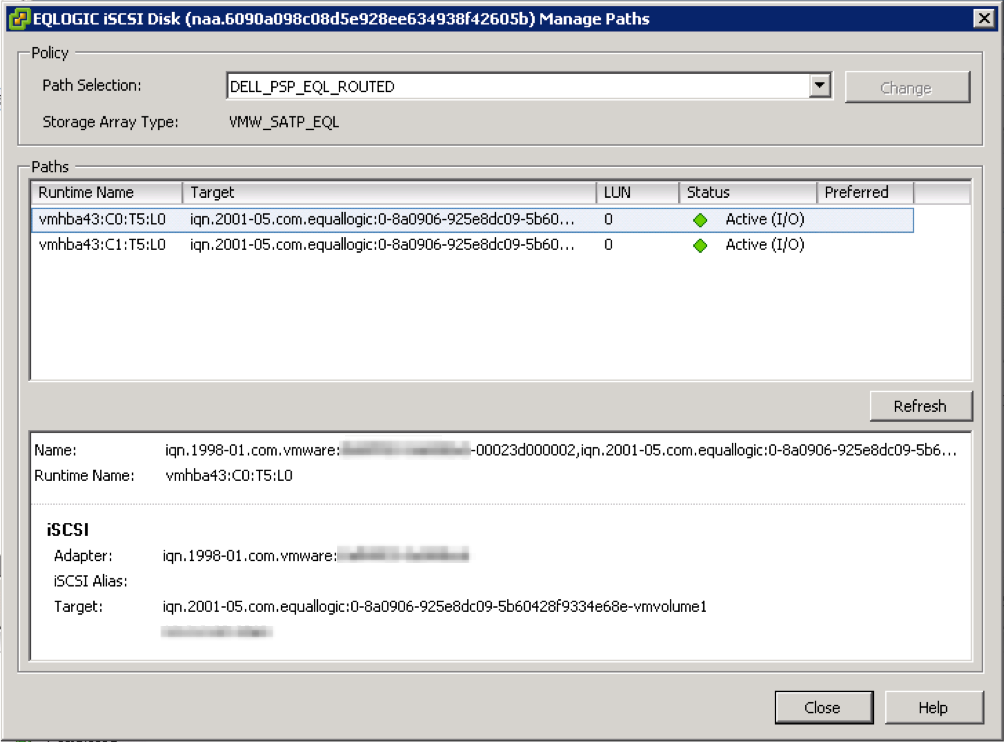 EQLOGIC iSCSI Disk (naa.6090a098c08d5e928ee634938f42605b) Manage Paths
Policy
Path Selection: DELL_PSP_EQL_ROUTED Change
Storage Array Type: VMW_SATP_EQL
Paths
Runtime Name Target LUN Status Preferred
vmhba43:C0:T5:L0 iqn.2001-05.com.equallogic:0-8a0906-925e8dc09-5b60... 0 Active (I/O)
vmhba43:C1:T5:L0 iqn.2001-05.com.equallogic:0-8a0906-925e8dc09-5b60... 0 Active (I/O)
Refresh
Name: iqn.1998-01.com.vmware: -00023d000002,iqn.2001-05.com.equallogic:0-8a0906-925e8dc09-5b6...
Runtime Name: vmhba43:C0:T5:L0
iSCSI
Adapter: iqn.1998-01.com.vmware:
iSCSI Alias:
Target: iqn.2001-05.com.equallogic:0-8a0906-925e8dc09-5b60428f9334e68e-vmvolume1
Close Help